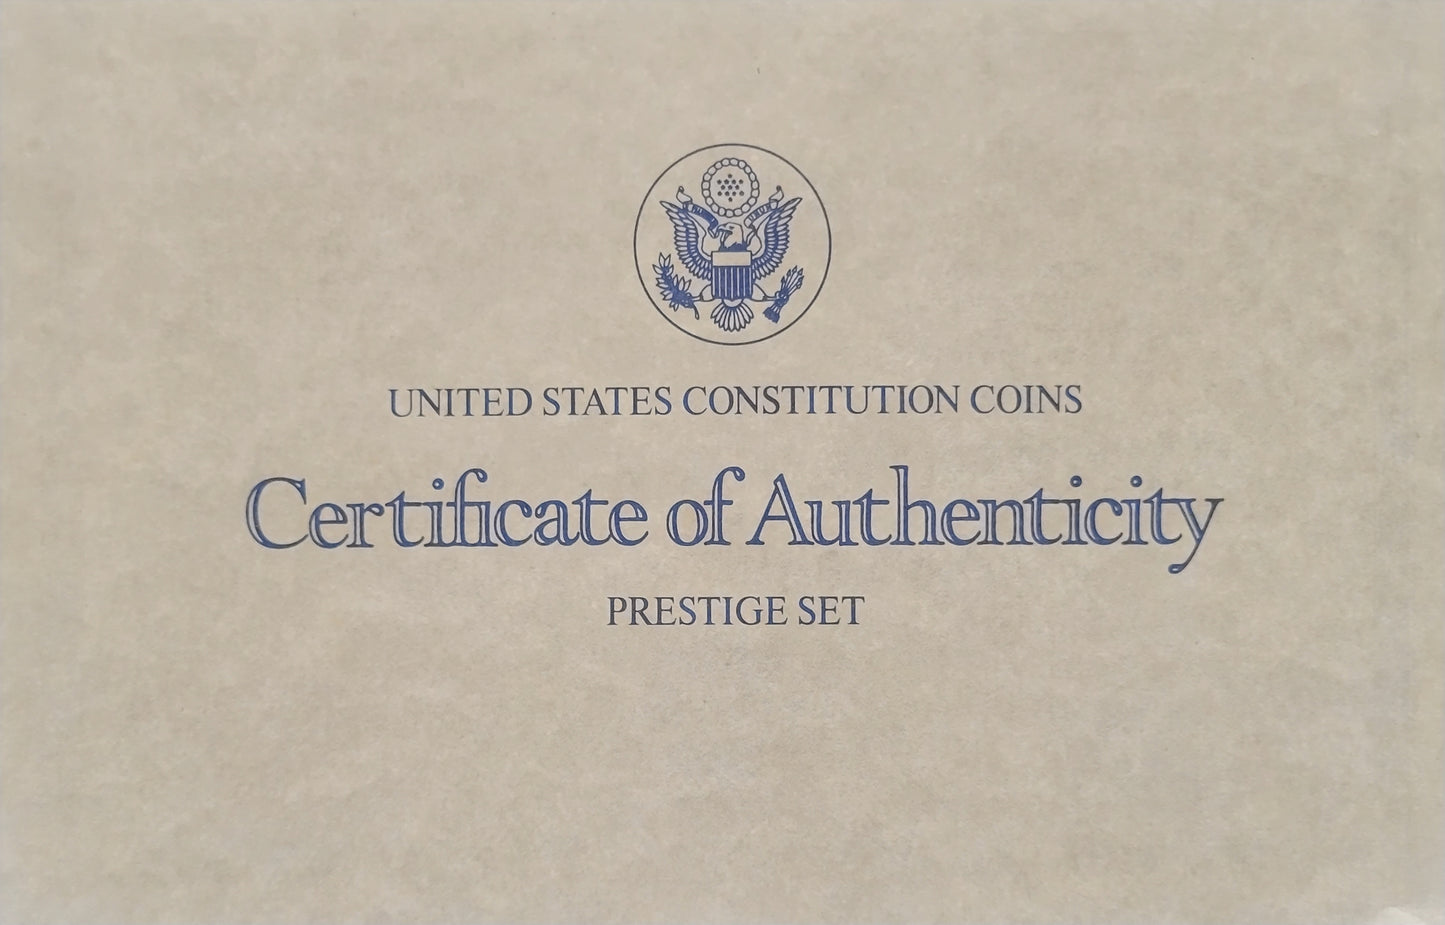 UNITED STATES CONSTITUTION COINS
Certificate of Authenticity
PRESTIGE SET